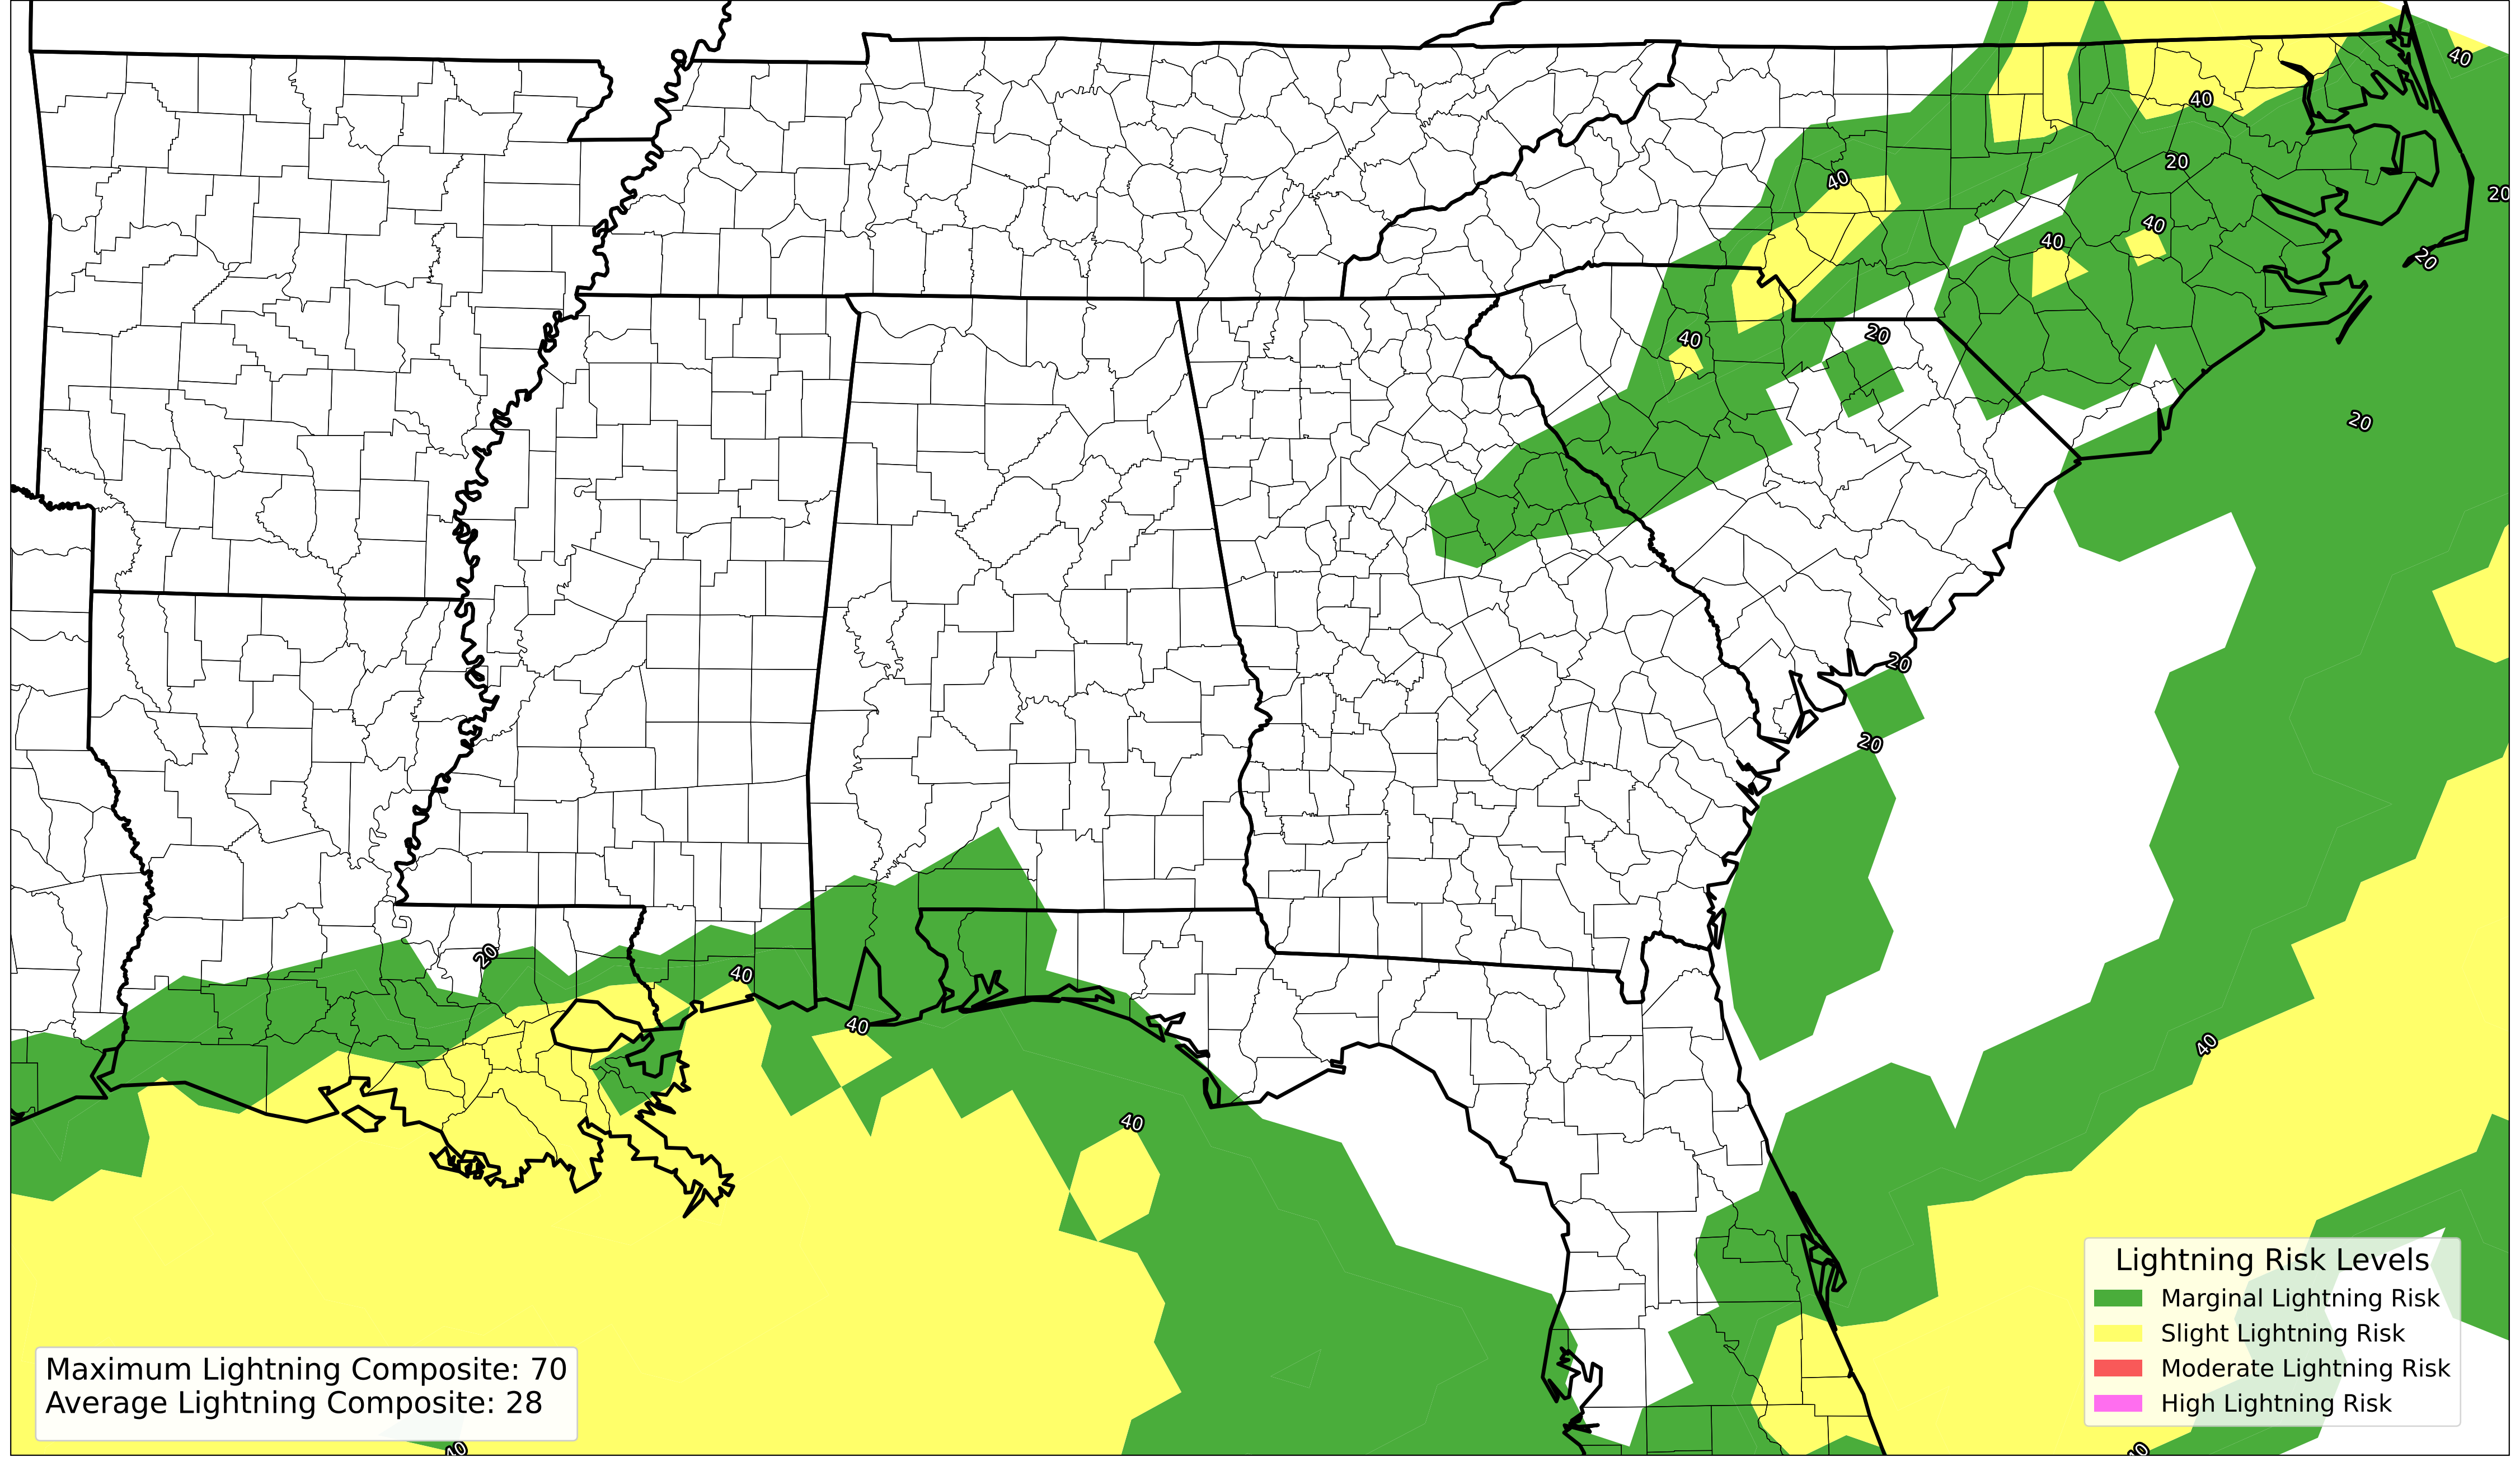 40
40
20
40
20
40
40
20
20
40
20
20
20
20
40
40
40
40
Lightning Risk Levels
Marginal Lightning Risk
Slight Lightning Risk
Moderate Lightning Risk
High Lightning Risk
Maximum Lightning Composite: 70
Average Lightning Composite: 28
40
40